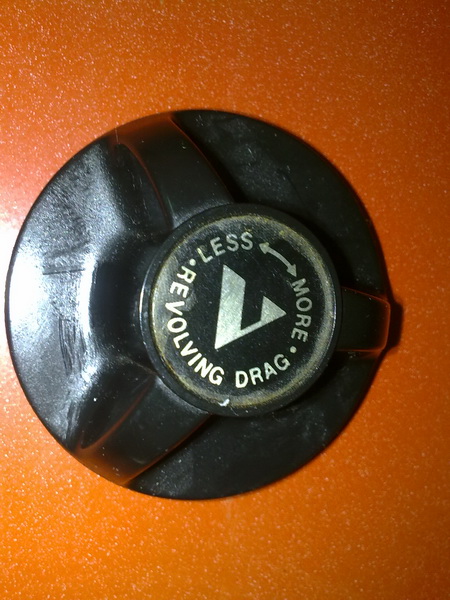 LESS ↔ MORE
• REVOLVING DRAG •